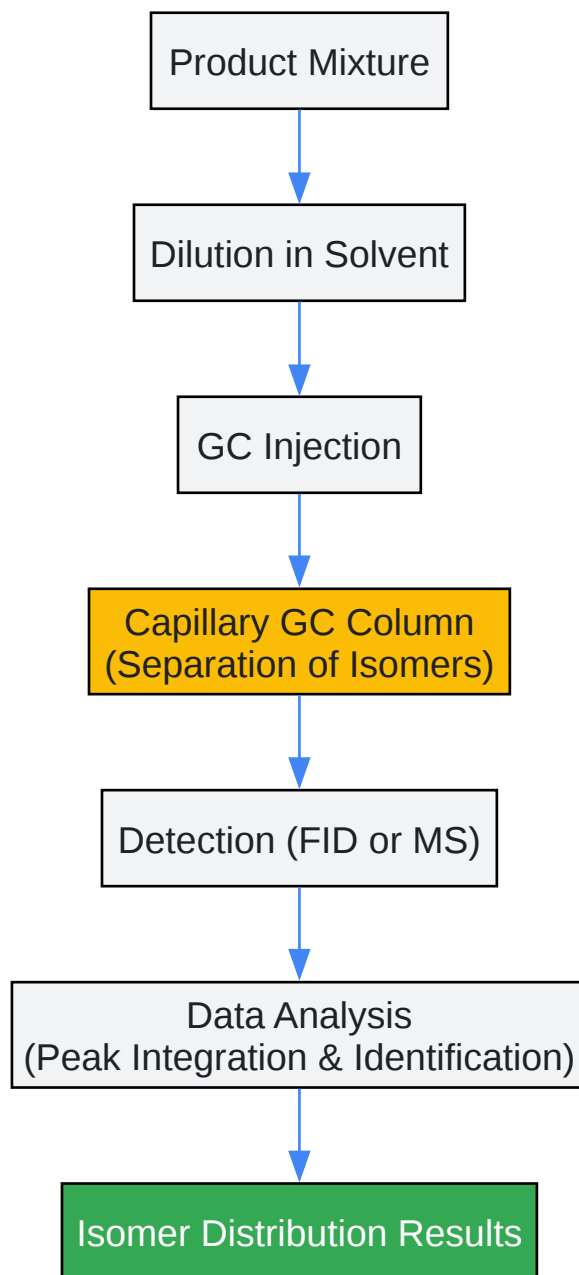 Product Mixture
Dilution in Solvent
GC Injection
Capillary GC Column
(Separation of Isomers)
Detection (FID or MS)
Data Analysis
(Peak Integration & Identification)
Isomer Distribution Results